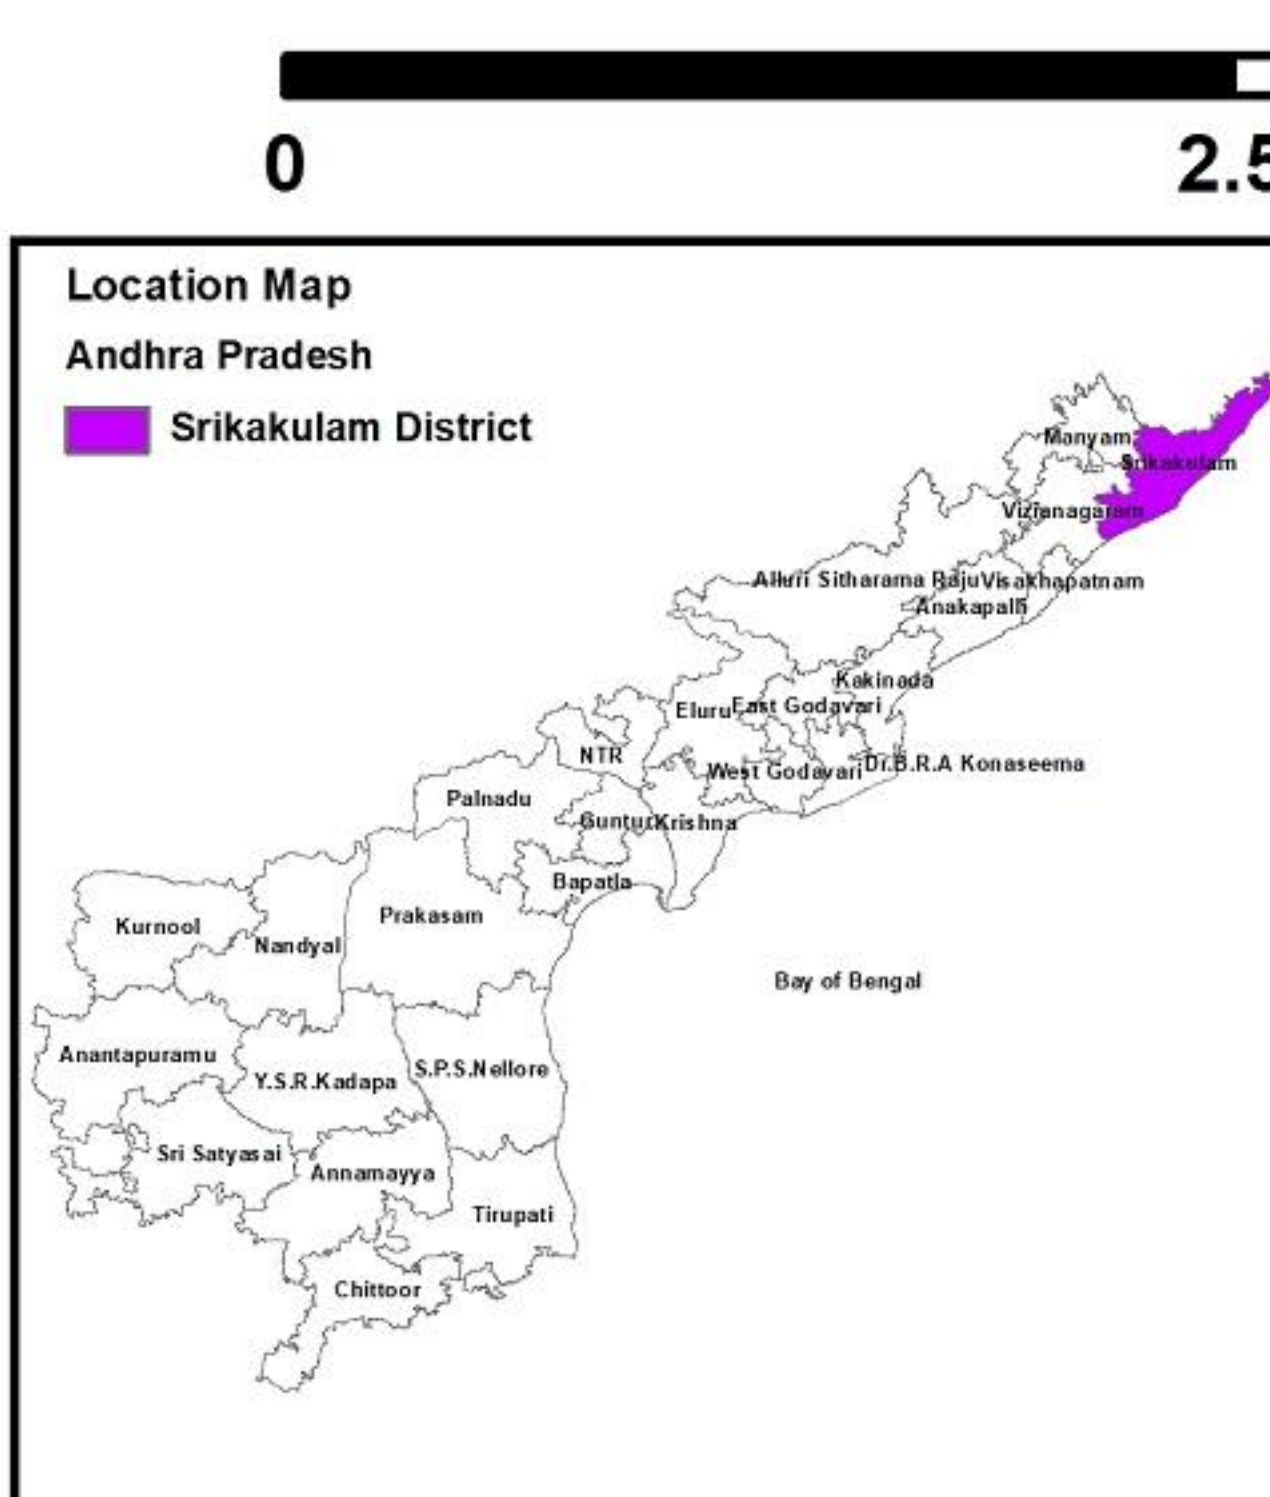 0 2.5
Location Map
Andhra Pradesh
Srikakulam District
Manyam
Srikakulam
Vizianagaram
Alluri Sitharama Raju
Visakhapatnam
Anakapalli
Kakinada
Eluru
East Godavari
NTR
West Godavari
Dr.B.R.A Konaseema
Palnadu
Guntur
Krishna
Bapatla
Prakasam
Kurnool
Nandyal
Bay of Bengal
Anantapuramu
S.P.S.Nellore
Y.S.R.Kadapa
Sri Satyasai
Annamayya
Tirupati
Chittoor